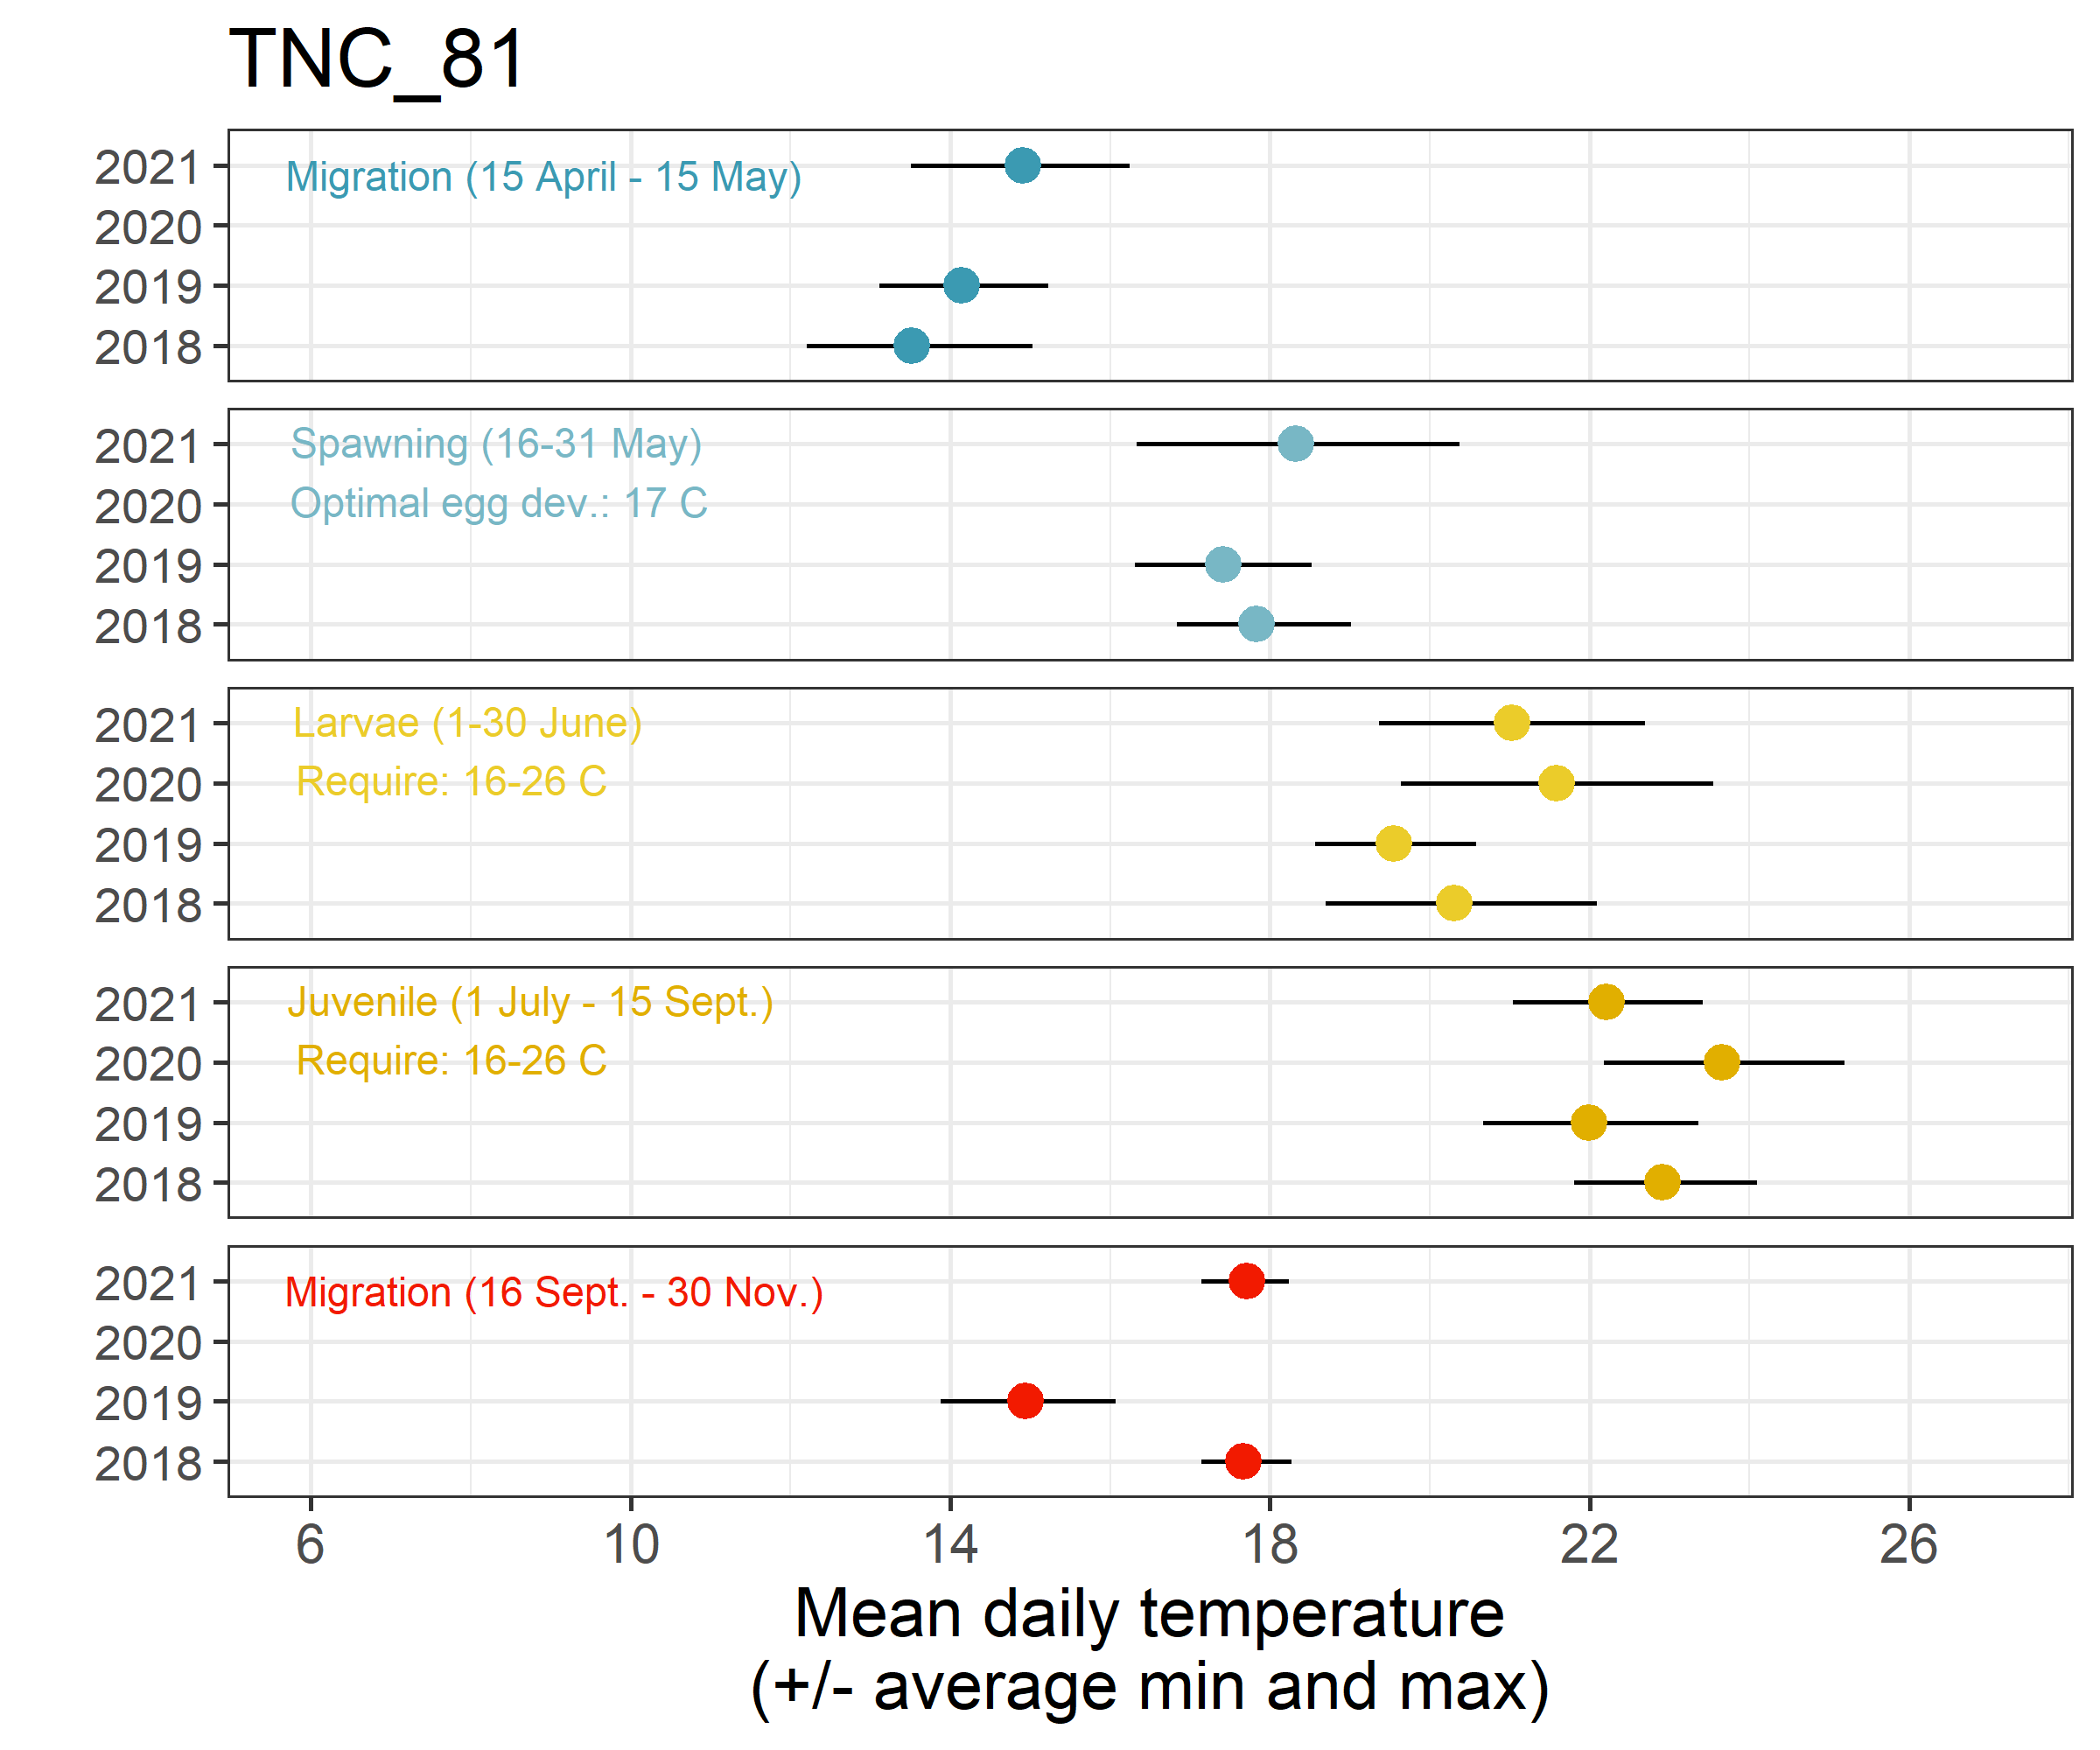 TNC_81
2021
Migration (15 April - 15 May)
2020
2019
2018
2021
Spawning (16-31 May)
2020
Optimal egg dev.: 17 C
2019
2018
2021
Larvae (1-30 June)
2020
Require: 16-26 C
2019
2018
2021
Juvenile (1 July - 15 Sept.)
2020
Require: 16-26 C
2019
2018
2021
Migration (16 Sept. - 30 Nov.)
2020
2019
2018
6 10 14 18 22 26
Mean daily temperature
(+/- average min and max)